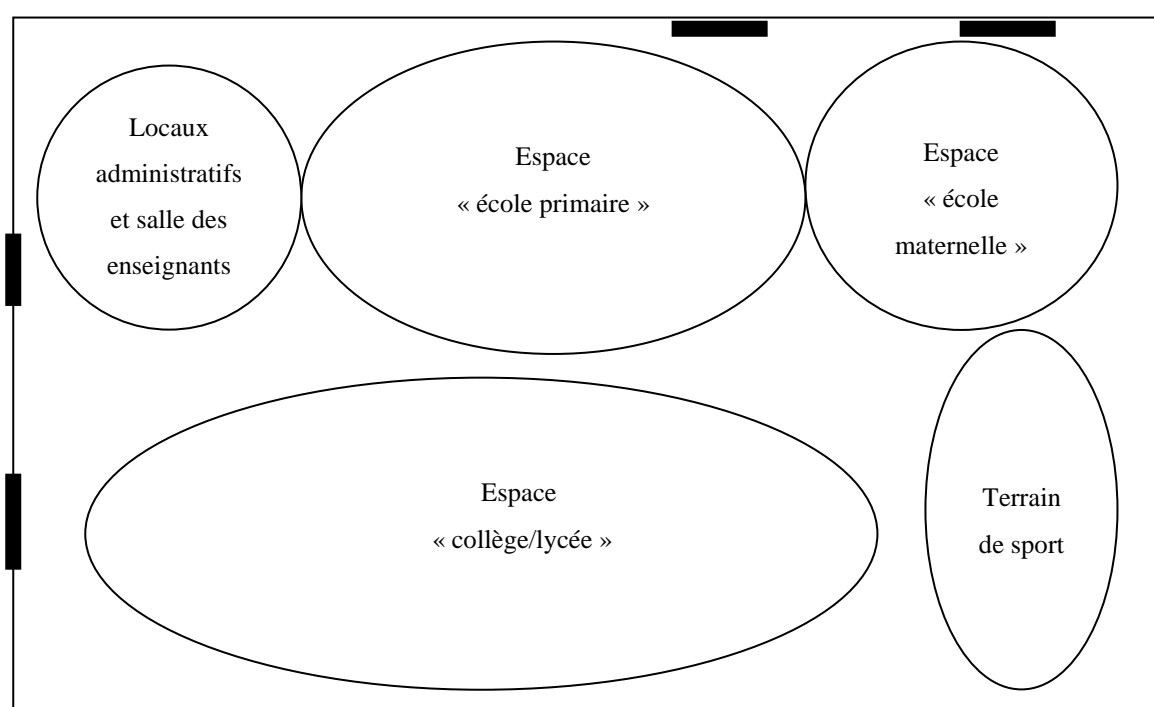 Locaux
administratifs
et salle des
enseignants
Espace
« école primaire »
Espace
« école
maternelle »
Espace
« collège/lycée »
Terrain
de sport